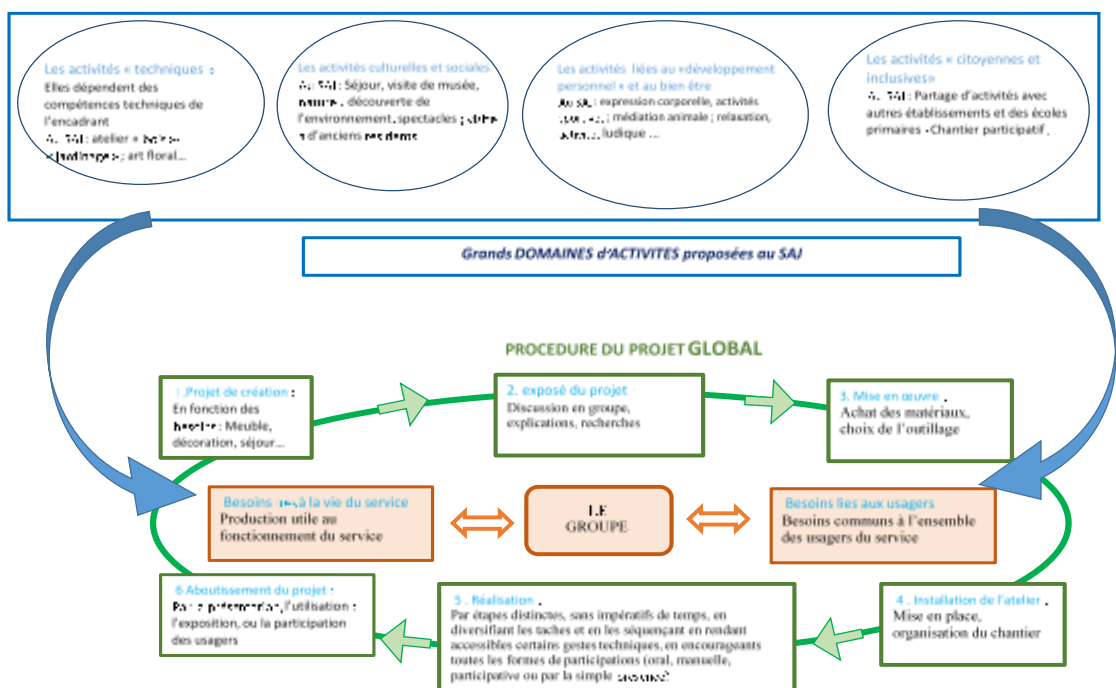 Les activités « techniques :
Elles dépendent des
compétences techniques de
l'encadrant
: atelier «
; art floral...
Les activités culturelles et sociales
: Séjour, visite de musée,
découverte de
l'environnement, spectacles ;
d'anciens
Les activités liées au «développement
personnel » et au bien être
: expression corporelle, activités
; médiation animale ; relaxation,
ludique ...
Les activités « citoyennes et
inclusives»
: Partage d'activités avec
autres établissements et des écoles
primaires -Chantier participatif.
Grands DOMAINES d'ACTIVITES proposées au SAJ
PROCEDURE DU PROJET GLOBAL
1.Projet de création :
En fonction des
: Meuble,
décoration, séjour...
2. exposé du projet
Discussion en groupe,
explications, recherches
3. Mise en œuvre .
Achat des matériaux,
choix de l'outillage
Besoins à la vie du service
Production utile au
fonctionnement du service
LE
GROUPE
Besoins lies aux usagers
Besoins communs à l'ensemble
des usagers du service
6 Aboutissement du projet :
l'utilisation :
l'exposition, ou la participation
des usagers
5 . Réalisation .
Par étapes distinctes, sans impératifs de temps, en
diversifiant les taches et en les séquençant en rendant
accessibles certains gestes techniques, en encourageants
toutes les formes de participations (oral, manuelle,
participative ou par la simple
4 . Installation de l'atelier .
Mise en place,
organisation du chantier